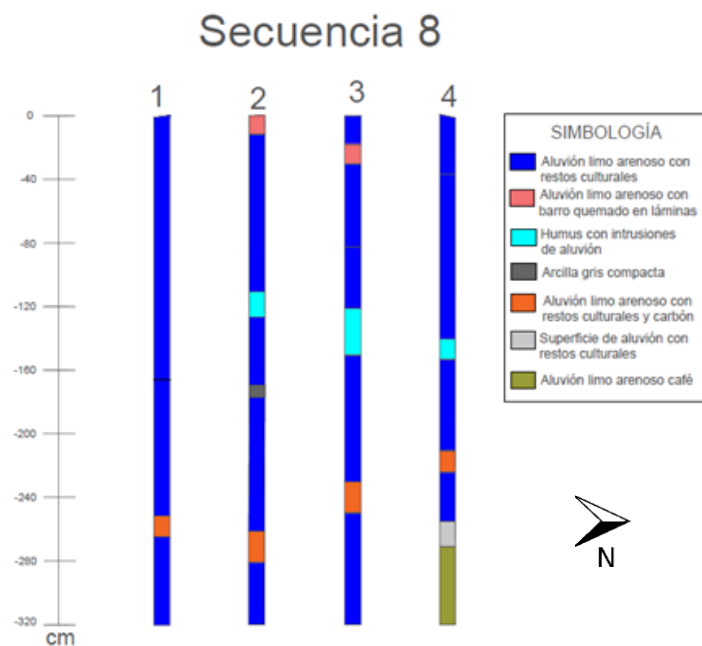 Secuencia 8
1 2 3 4
0
-40
-80
-120
-160
-200
-240
-280
-320
cm
SIMBOLOGÍA
Aluvión limo arenoso con
restos culturales
Aluvión limo arenoso con
barro quemado en láminas
Humus con intrusiones
de aluvión
Arcilla gris compacta
Aluvión limo arenoso con
restos culturales y carbón
Superficie de aluvión con
restos culturales
Aluvión limo arenoso café
N